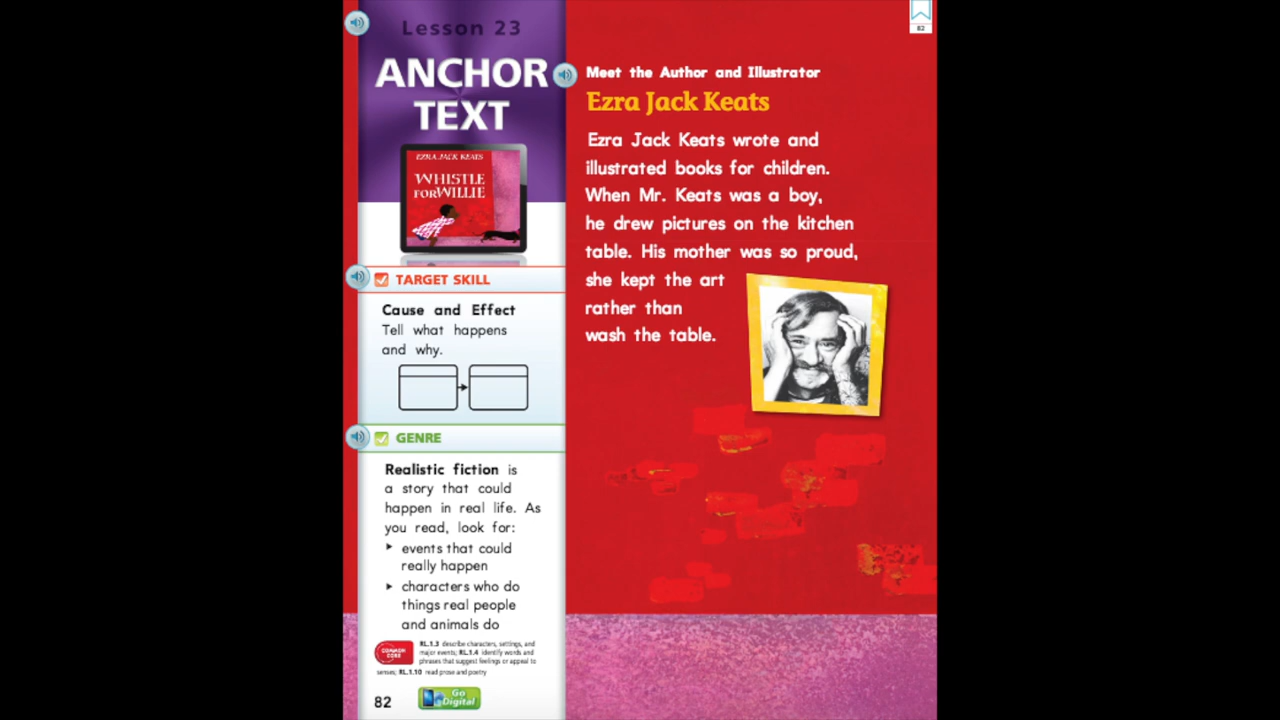 Lesson 23
ANCHOR
TEXT
EZRA JACK KEATS
WHISTLE
FOR WILLIE
TARGET SKILL
Cause and Effect
Tell what happens
and why.
GENRE
Realistic fiction is
a story that could
happen in real life. As
you read, look for:
▸ events that could
really happen
▸ characters who do
things real people
and animals do
COMMON
CORE
RL.1.3 describe characters, settings, and
major events; RL.1.4 identify words and
phrases that suggest feelings or appeal to
senses; RL.1.10 read prose and poetry
82
Go
Digital
82
Meet the Author and Illustrator
Ezra Jack Keats
Ezra Jack Keats wrote and
illustrated books for children.
When Mr. Keats was a boy,
he drew pictures on the kitchen
table. His mother was so proud,
she kept the art
rather than
wash the table.